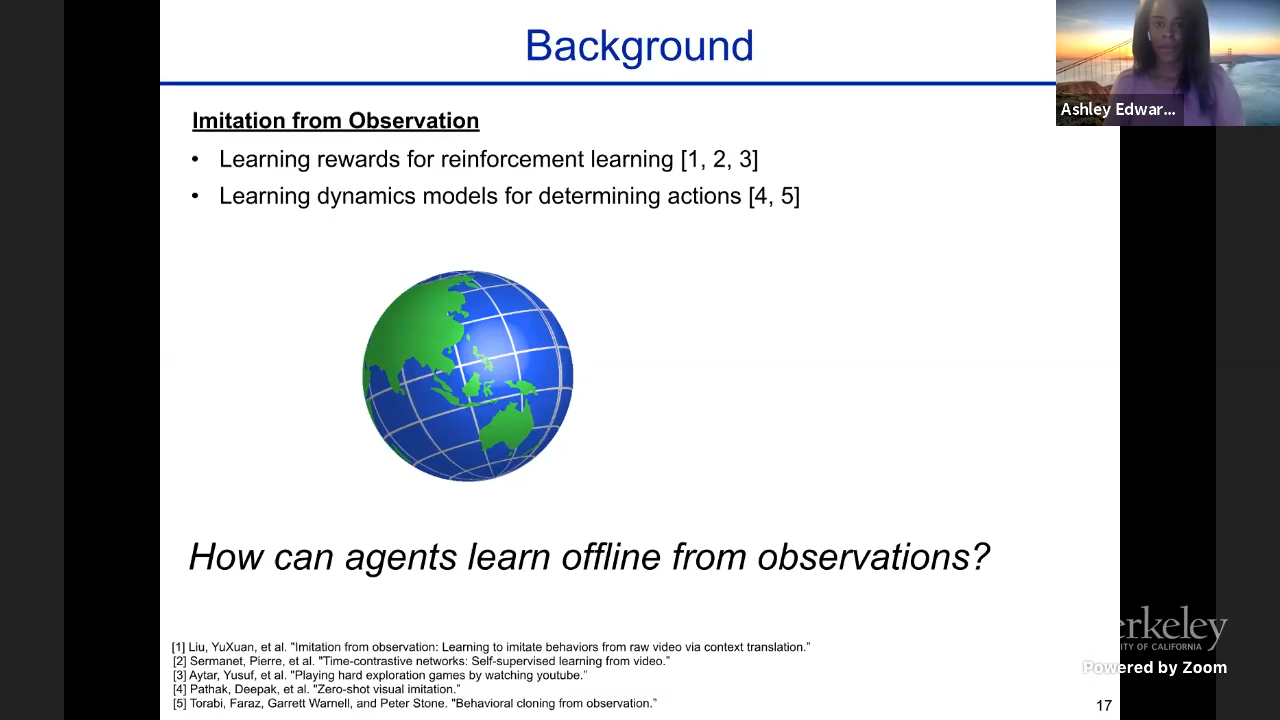 Background
Ashley Edwar...
Imitation from Observation
• Learning rewards for reinforcement learning [1, 2, 3]
• Learning dynamics models for determining actions [4, 5]
How can agents learn offline from observations?
[1] Liu, YuXuan, et al. "Imitation from observation: Learning to imitate behaviors from raw video via context translation."
[2] Sermanet, Pierre, et al. "Time-contrastive networks: Self-supervised learning from video."
[3] Aytar, Yusuf, et al. "Playing hard exploration games by watching youtube."
[4] Pathak, Deepak, et al. "Zero-shot visual imitation."
[5] Torabi, Faraz, Garrett Warnell, and Peter Stone. "Behavioral cloning from observation."
erkeley
ITY OF CALIFORNIA
Powered by Zoom
17